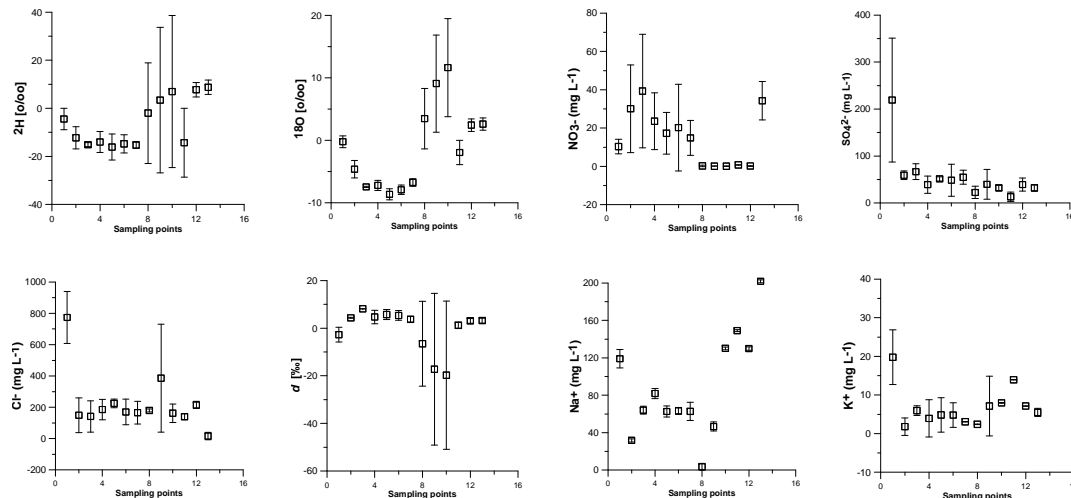 2H [o/oo]
40
20
0
-20
-40
0 4 8 12 16
Sampling points
18O [o/oo]
20
10
0
-10
0 4 8 12 16
Sampling points
NO3- (mg L-1)
80
60
40
20
0
-20
0 4 8 12 16
Sampling points
SO42- (mg L-1)
400
300
200
100
0
0 4 8 12 16
Sampling points
Cl- (mg L-1)
1000
800
600
400
200
0
-200
0 4 8 12 16
Sampling points
d [‰]
20
0
-20
-40
-60
0 4 8 12 16
Sampling points
Na+ (mg L-1)
200
160
120
80
40
0
0 4 8 12 16
Sampling points
K+ (mg L-1)
40
30
20
10
0
-10
0 4 8 12 16
Sampling points